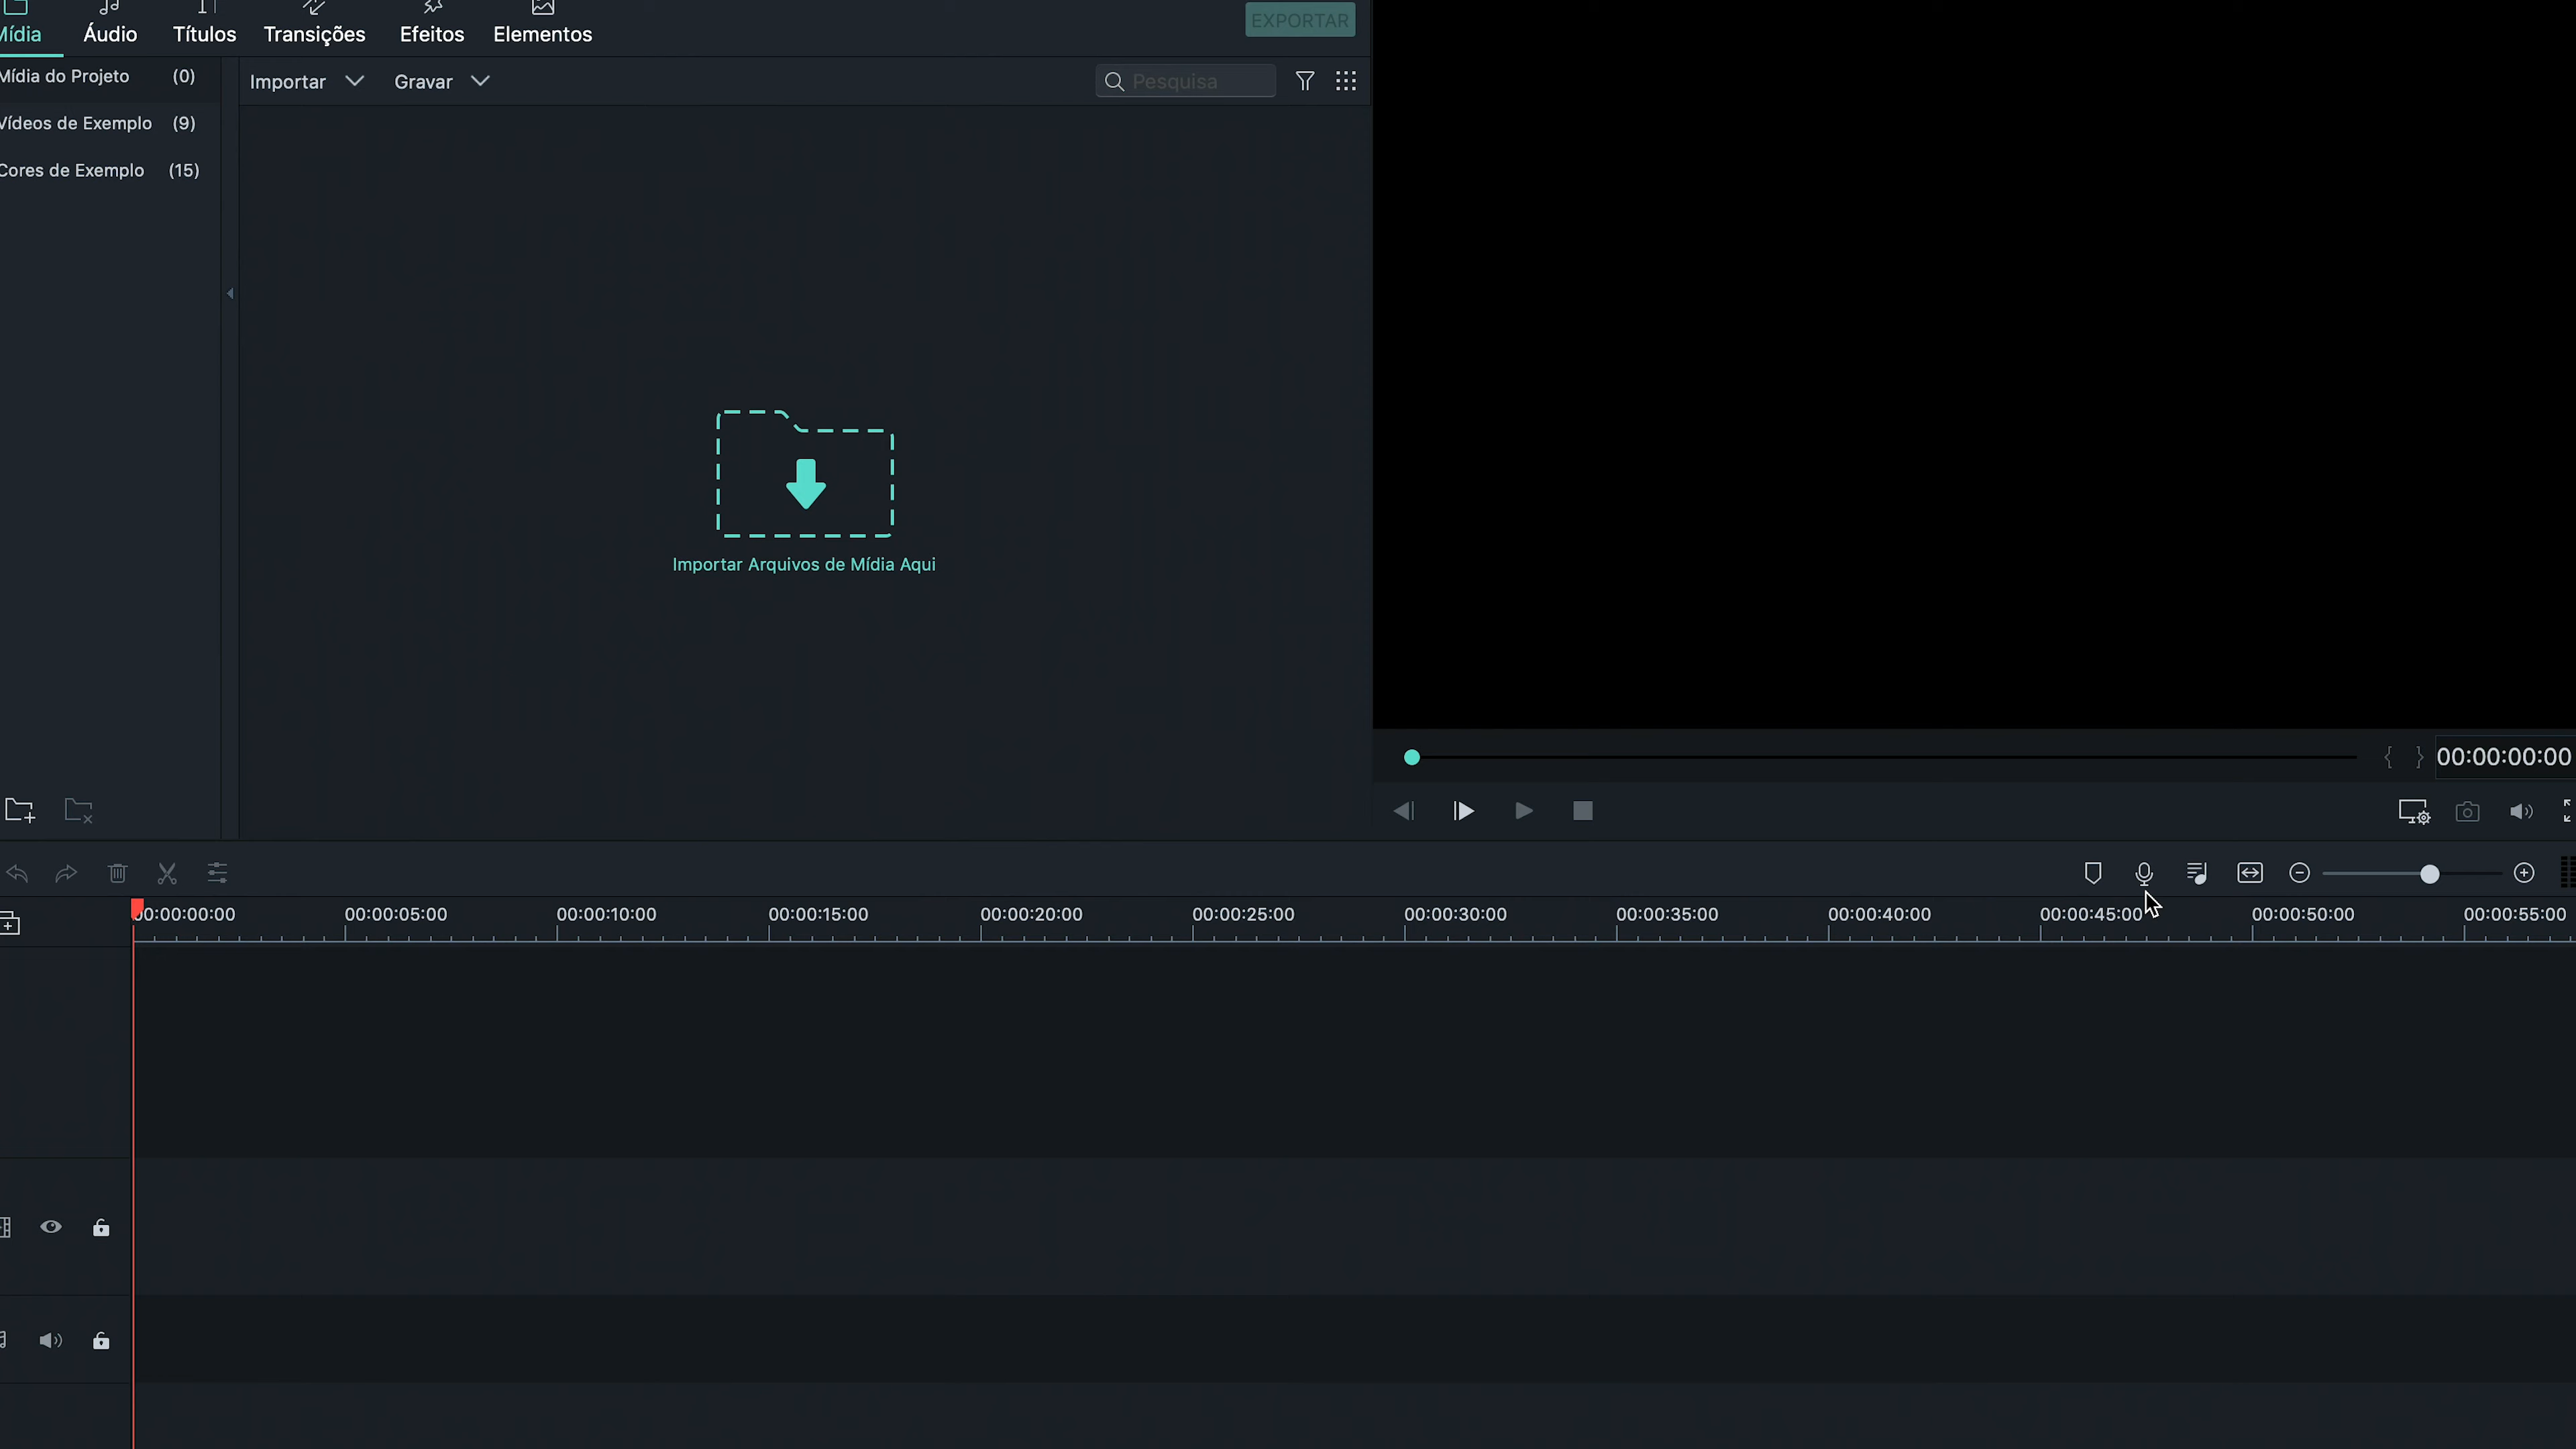 Mídia Áudio Títulos Transições Efeitos Elementos EXPORTAR
Mídia do Projeto (0)
Importar Gravar Pesquisa
Vídeos de Exemplo (9)
Cores de Exemplo (15)
Importar Arquivos de Mídia Aqui
{ } 00:00:00:00
00:00:00:00 00:00:05:00 00:00:10:00 00:00:15:00 00:00:20:00 00:00:25:00 00:00:30:00 00:00:35:00 00:00:40:00 00:00:45:00 00:00:50:00 00:00:55:00